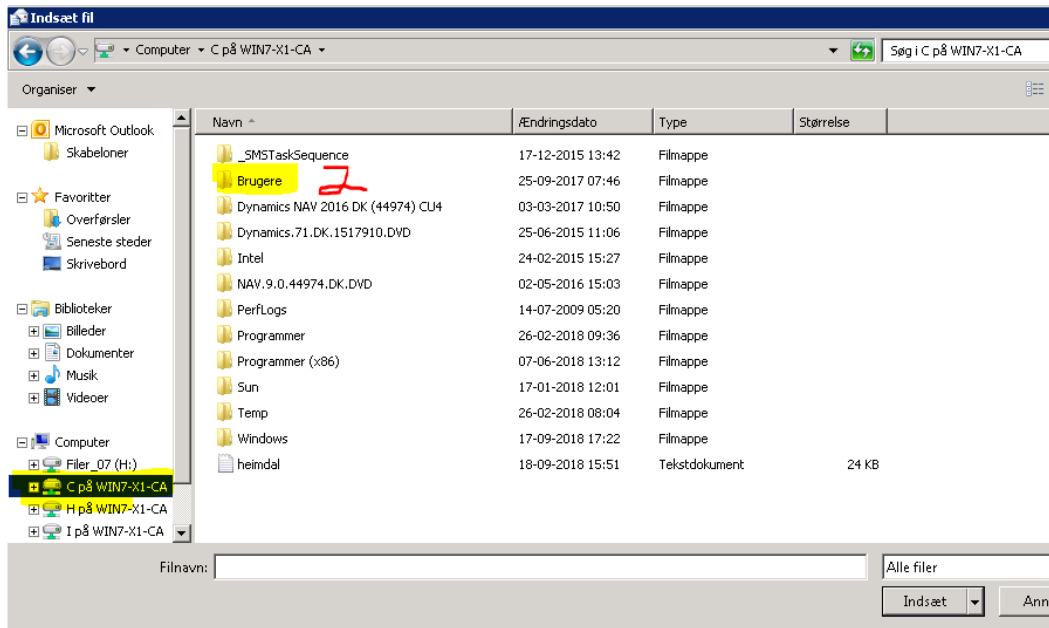 Indsæt fil
Computer C på WIN7-X1-CA
Søg i C på WIN7-X1-CA
Organiser
Microsoft Outlook
Skabeloner
Favoritter
Overførsler
Seneste steder
Skrivebord
Biblioteker
Billeder
Dokumenter
Musik
Videoer
Computer
Filer_07 (H:)
C på WIN7-X1-CA
H på WIN7-X1-CA
I på WIN7-X1-CA
Navn Ændringsdato Type Størrelse
_SMSTaskSequence 17-12-2015 13:42 Filmappe
Brugere 2 25-09-2017 07:46 Filmappe
Dynamics NAV 2016 DK (44974) CU4 03-03-2017 10:50 Filmappe
Dynamics.71.DK.1517910.DVD 25-06-2015 11:06 Filmappe
Intel 24-02-2015 15:27 Filmappe
NAV.9.0.44974.DK.DVD 02-05-2016 15:03 Filmappe
PerfLogs 14-07-2009 05:20 Filmappe
Programmer 26-02-2018 09:36 Filmappe
Programmer (x86) 07-06-2018 13:12 Filmappe
Sun 17-01-2018 12:01 Filmappe
Temp 26-02-2018 08:04 Filmappe
Windows 17-09-2018 17:22 Filmappe
heimdal 18-09-2018 15:51 Tekstdokument 24 KB
Filnavn:
Alle filer
Indsæt
Ann